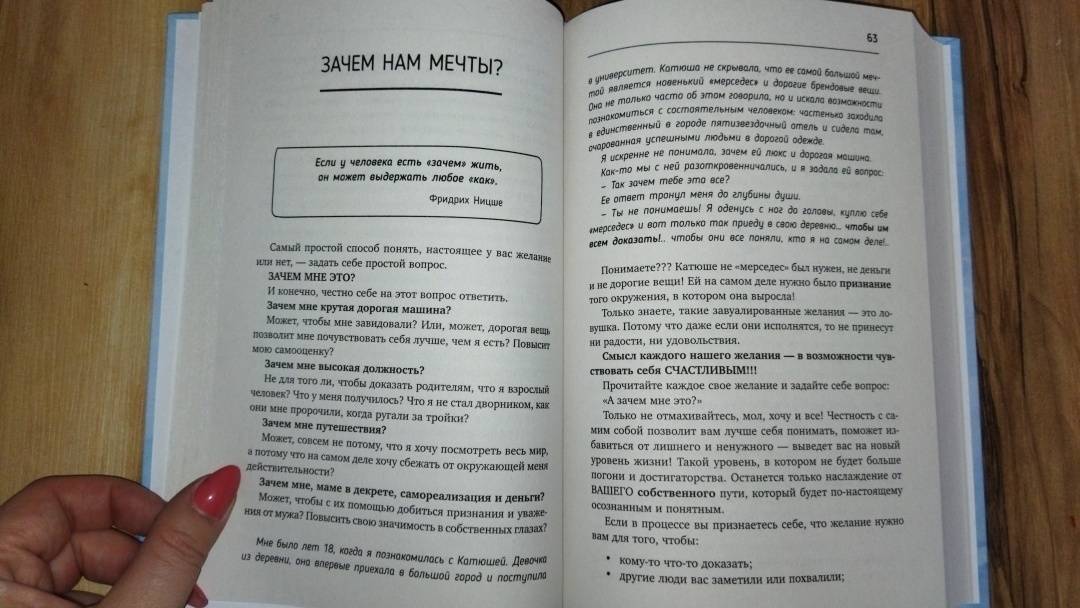 ЗАЧЕМ НАМ МЕЧТЫ?
Если у человека есть «зачем» жить,
он может выдержать любое «как».
Фридрих Ницше
Самый простой способ понять, настоящее у вас желание
или нет, — задать себе простой вопрос.
ЗАЧЕМ МНЕ ЭТО?
И конечно, честно себе на этот вопрос ответить.
Зачем мне крутая дорогая машина?
Может, чтобы мне завидовали? Или, может, дорогая вещь
позволит мне почувствовать себя лучше, чем я есть? Повысит
мою самооценку?
Зачем мне высокая должность?
Не для того ли, чтобы доказать родителям, что я взрослый
человек? Что у меня получилось? Что я не стал дворником, как
они мне пророчили, когда ругали за тройки?
Зачем мне путешествия?
Может, совсем не потому, что я хочу посмотреть весь мир,
а потому что на самом деле хочу сбежать от окружающей меня
действительности?
Зачем мне, маме в декрете, самореализация и деньги?
Может, чтобы с их помощью добиться признания и уваже-
ния от мужа? Повысить свою значимость в собственных глазах?
Мне было лет 18, когда я познакомилась с Катюшей. Девочка
из деревни, она впервые приехала в большой город и поступила
63
в университет. Катюша не скрывала, что ее самой большой меч-
той является новенький «мерседес» и дорогие брендовые вещи.
Она не только часто об этом говорила, но и искала возможности
познакомиться с состоятельным человеком: частенько заходила
в единственный в городе пятизвездочный отель и сидела там,
очарованная успешными людьми в дорогой одежде.
Я искренне не понимала, зачем ей люкс и дорогая машина.
Как-то мы с ней разоткровенничались, и я задала ей вопрос:
– Так зачем тебе это все?
Ее ответ тронул меня до глубины души.
– Ты не понимаешь! Я оденусь с ног до головы, куплю себе
«мерседес» и вот только так приеду в свою деревню.. чтобы им
всем доказать!.. чтобы они все поняли, кто я на самом деле!..
Понимаете??? Катюше не «мерседес» был нужен, не деньги
и не дорогие вещи! Ей на самом деле нужно было признание
того окружения, в котором она выросла!
Только знаете, такие завуалированные желания — это ло-
вушка. Потому что даже если они исполнятся, то не принесут
ни радости, ни удовольствия.
Смысл каждого нашего желания — в возможности чув-
ствовать себя СЧАСТЛИВЫМ!!!
Прочитайте каждое свое желание и задайте себе вопрос:
«А зачем мне это?»
Только не отмахивайтесь, мол, хочу и все! Честность с са-
мим собой позволит вам лучше себя понимать, поможет из-
бавиться от лишнего и ненужного — выведет вас на новый
уровень жизни! Такой уровень, в котором не будет больше
погони и достигаторства. Останется только наслаждение от
ВАШЕГО собственного пути, который будет по-настоящему
осознанным и понятным.
Если в процессе вы признаетесь себе, что желание нужно
вам для того, чтобы:
• кому-то что-то доказать;
• другие люди вас заметили или похвалили;